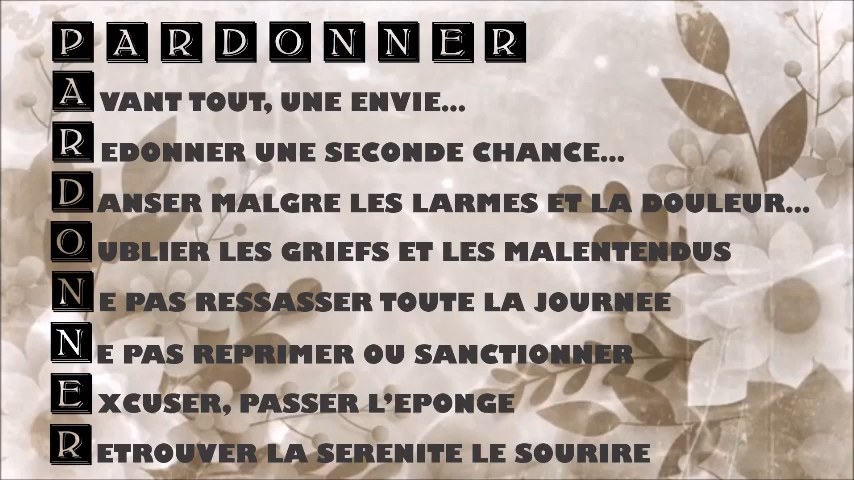 PARDONNER
AVANT TOUT, UNE ENVIE...
REDONNER UNE SECONDE CHANCE...
DANSER MALGRE LES LARMES ET LA DOULEUR...
OUBLIER LES GRIEFS ET LES MALENTENDUS
NE PAS RESSASSER TOUTE LA JOURNEE
NE PAS REPRIMER OU SANCTIONNER
EXCUSER, PASSER L'EPONGE
RETROUVER LA SERENITE LE SOURIRE